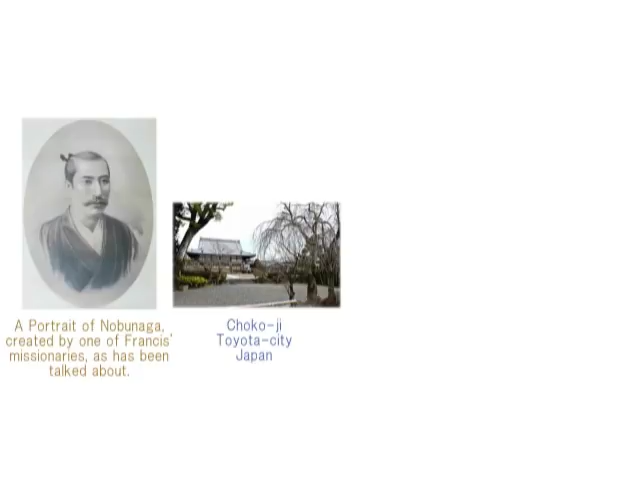 A Portrait of Nobunaga,
created by one of Francis'
missionaries, as has been
talked about.
Choko-ji
Toyota-city
Japan